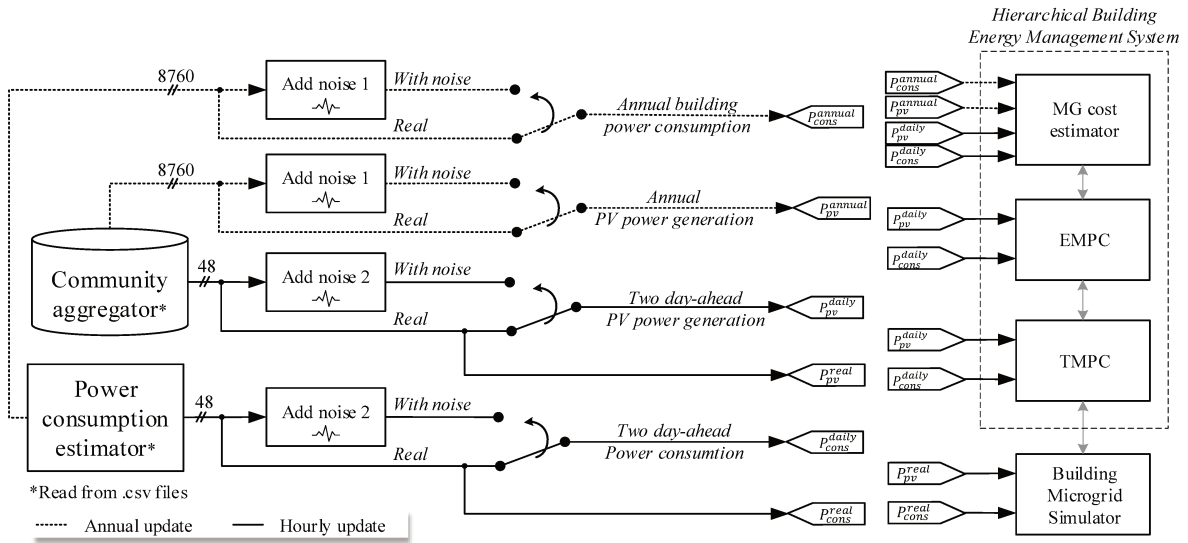 Hierarchical Building
Energy Management System
8760
Add noise 1
With noise
Real
Annual building
power consumption
P_cons^annual
8760
Add noise 1
With noise
Real
Annual
PV power generation
P_pv^annual
Community
aggregator*
48
Add noise 2
With noise
Real
Two day-ahead
PV power generation
P_pv^daily
P_pv^real
Power
consumption
estimator*
48
Add noise 2
With noise
Real
Two day-ahead
Power consumtion
P_cons^daily
P_cons^real
*Read from .csv files
Annual update
Hourly update
P_cons^annual
P_pv^annual
P_pv^daily
P_cons^daily
MG cost
estimator
P_pv^daily
P_cons^daily
EMPC
P_pv^daily
P_cons^daily
TMPC
P_pv^real
P_cons^real
Building
Microgrid
Simulator